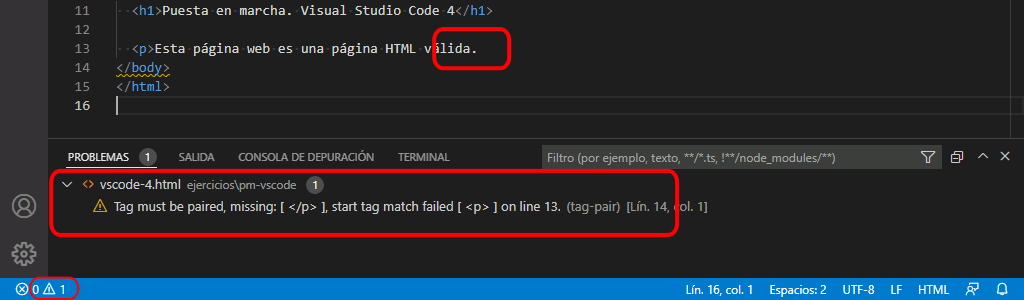 11 <h1>Puesta en marcha. Visual Studio Code 4</h1>
12
13 <p>Esta página web es una página HTML válida.
14 </body>
15 </html>
16
PROBLEMAS 1 SALIDA CONSOLA DE DEPURACIÓN TERMINAL Filtro (por ejemplo, texto, **/*.ts, !**/node_modules/**)
<> vscode-4.html ejercicios\pm-vscode 1
Tag must be paired, missing: [ </p> ], start tag match failed [ <p> ] on line 13. (tag-pair) [Lín. 14, col. 1]
0 1 Lín. 16, col. 1 Espacios: 2 UTF-8 LF HTML